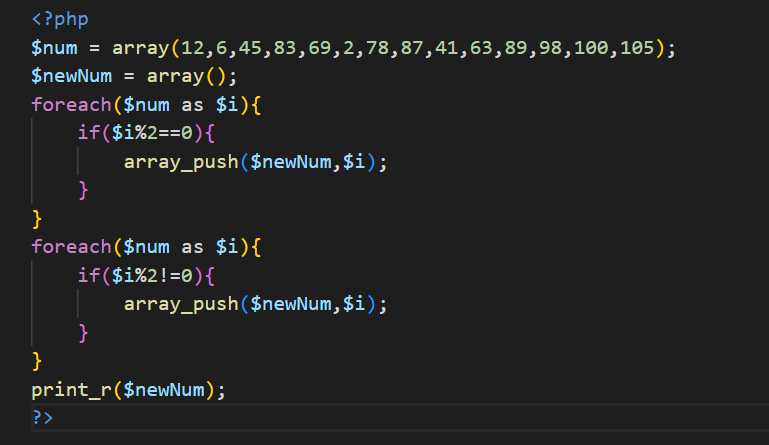 <?php
$num = array(12,6,45,83,69,2,78,87,41,63,89,98,100,105);
$newNum = array();
foreach($num as $i){
    if($i%2==0){
        array_push($newNum,$i);
    }
}
foreach($num as $i){
    if($i%2!=0){
        array_push($newNum,$i);
    }
}
print_r($newNum);
?>